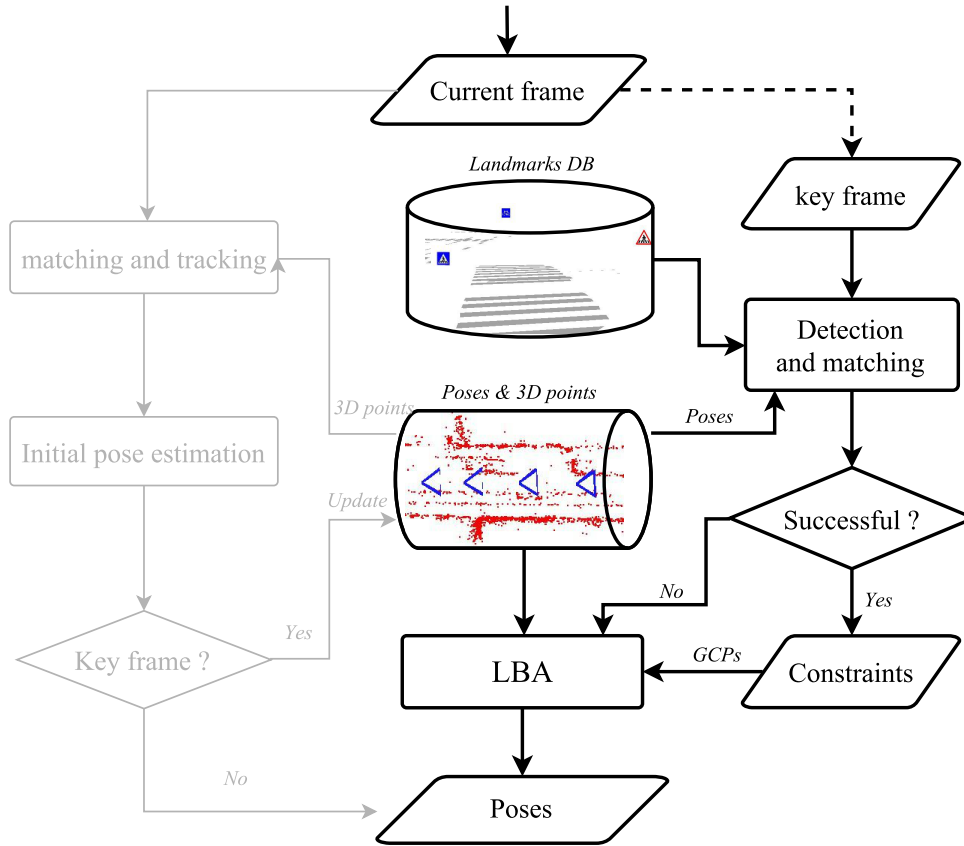 Current frame
Landmarks DB
key frame
matching and tracking
Detection
and matching
3D points
Poses & 3D points
Poses
Initial pose estimation
Update
Successful ?
No
Yes
Yes
Key frame ?
LBA
GCPs
Constraints
No
Poses